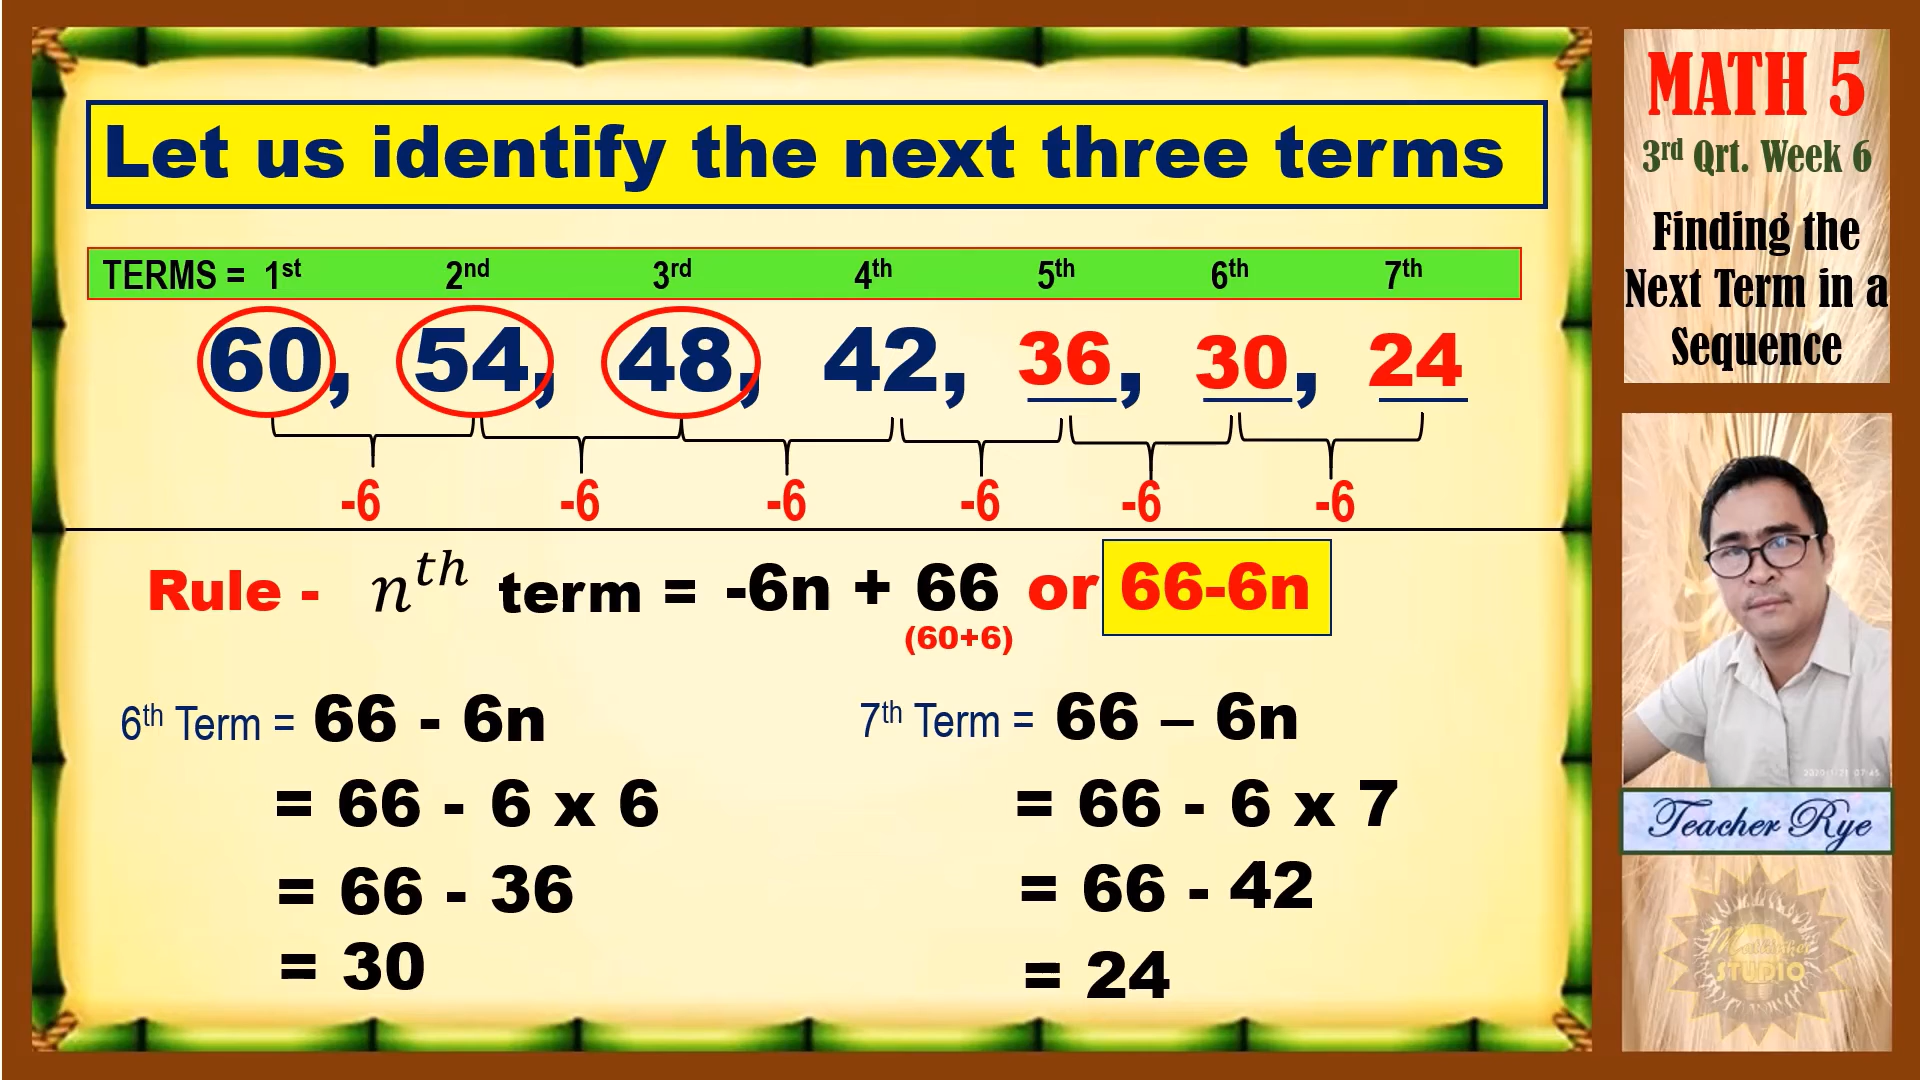 Let us identify the next three terms
TERMS = 1st 2nd 3rd 4th 5th 6th 7th
60, 54, 48, 42, 36, 30, 24
-6 -6 -6 -6 -6 -6
Rule - nth term = -6n + 66 or 66-6n
(60+6)
6th Term = 66 - 6n
= 66 - 6 x 6
= 66 - 36
= 30
7th Term = 66 – 6n
= 66 - 6 x 7
= 66 - 42
= 24
MATH 5
3rd Qrt. Week 6
Finding the
Next Term in a
Sequence
Teacher Rye
STUDIO